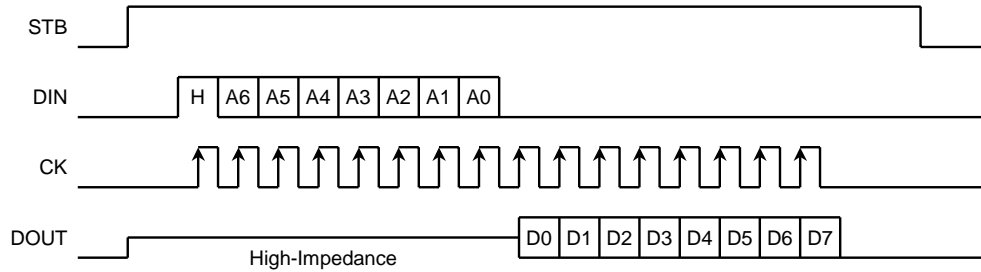 STB
DIN H A6 A5 A4 A3 A2 A1 A0
CK
DOUT D0 D1 D2 D3 D4 D5 D6 D7
High-Impedance